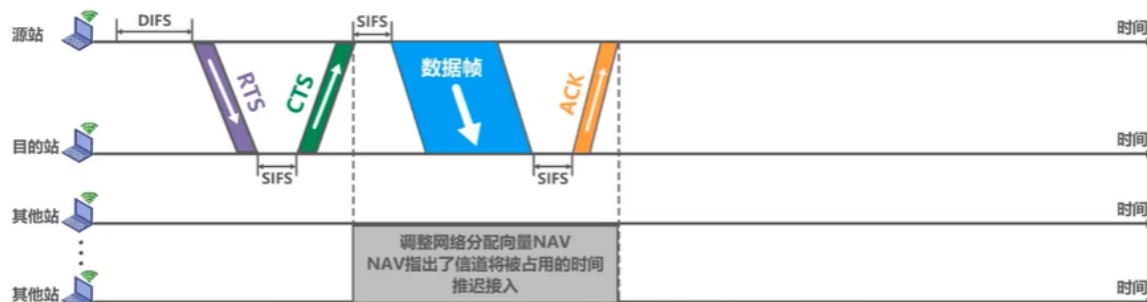 DIFS
SIFS
源站
时间
RTS
CTS
数据帧
ACK
目的站
时间
SIFS
SIFS
其他站
时间
调整网络分配向量NAV
NAV指出了信道将被占用的时间
推迟接入
其他站
时间